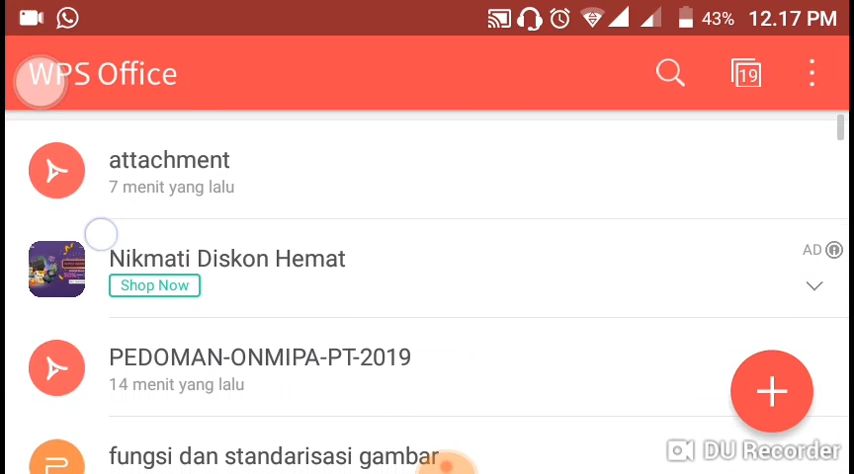 43% 12.17 PM
WPS Office
19
attachment
7 menit yang lalu
Nikmati Diskon Hemat
AD
Shop Now
PEDOMAN-ONMIPA-PT-2019
14 menit yang lalu
fungsi dan standarisasi gambar
DU Recorder